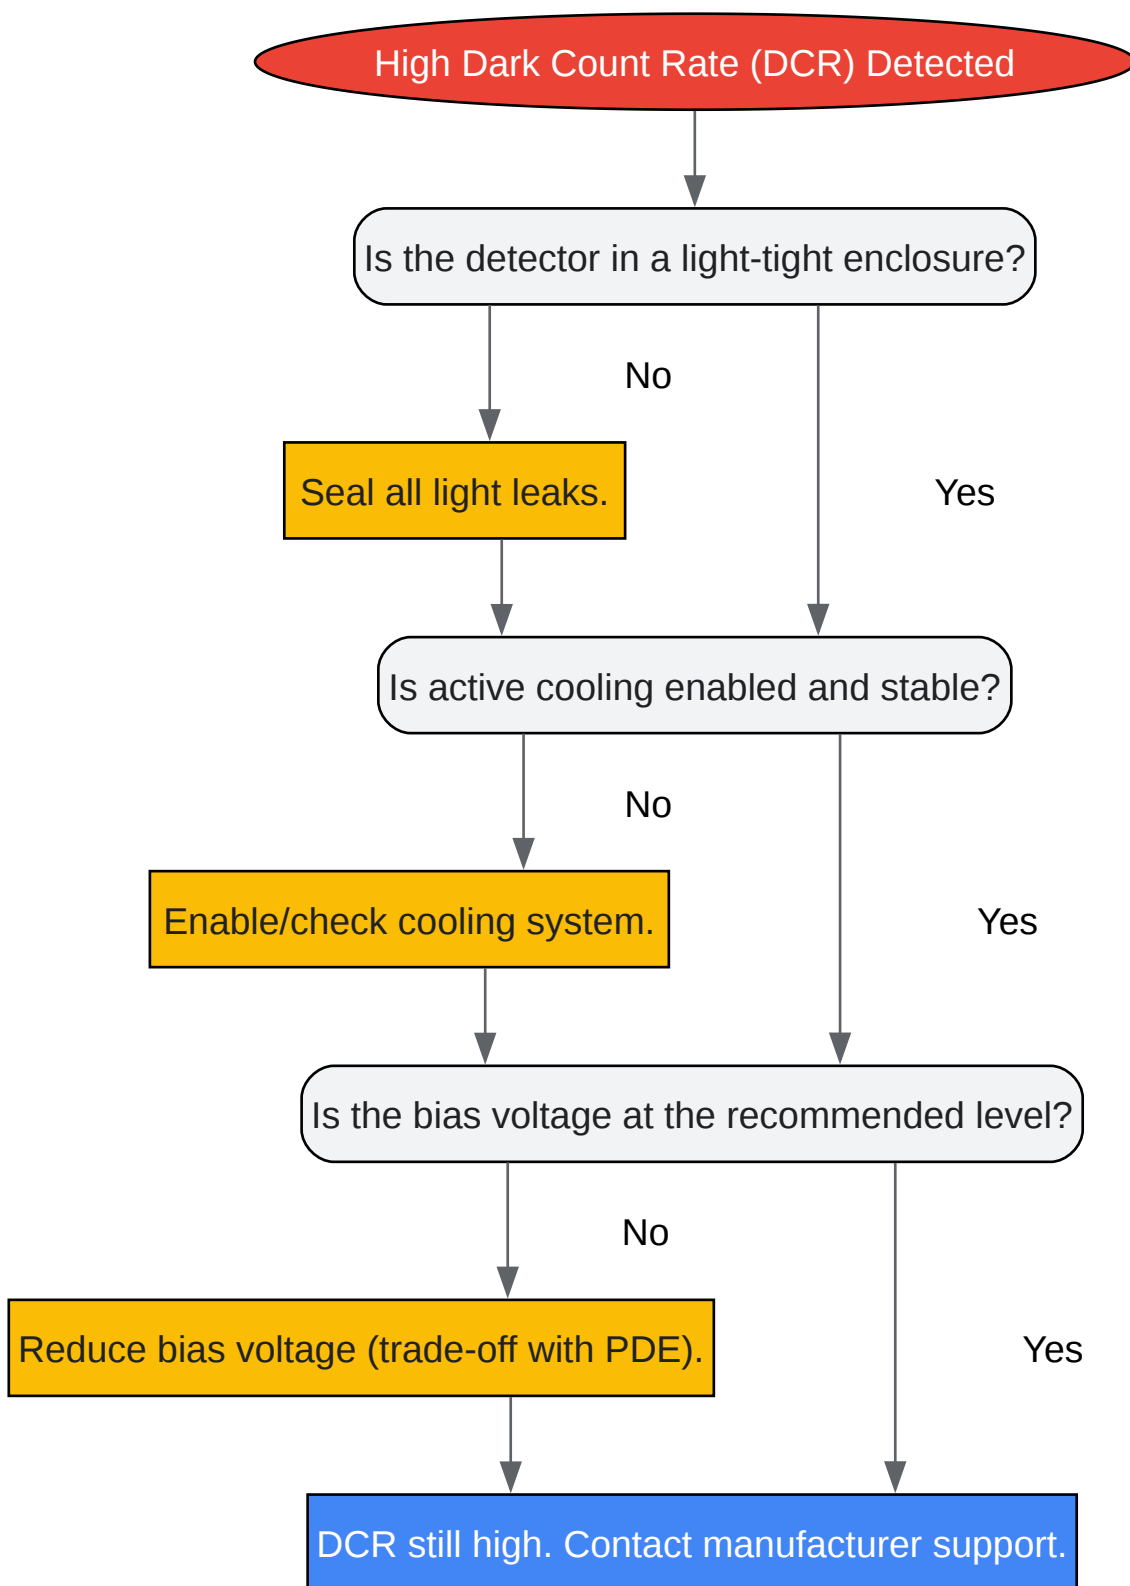 High Dark Count Rate (DCR) Detected
Is the detector in a light-tight enclosure?
No
Seal all light leaks.
Yes
Is active cooling enabled and stable?
No
Enable/check cooling system.
Yes
Is the bias voltage at the recommended level?
No
Reduce bias voltage (trade-off with PDE).
Yes
DCR still high. Contact manufacturer support.